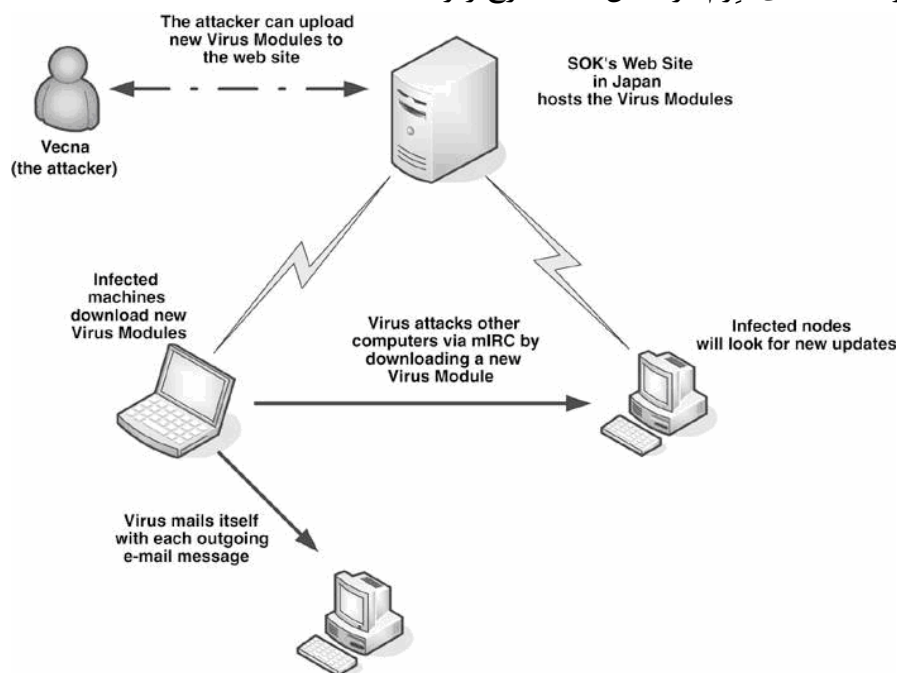 The attacker can upload
new Virus Modules to
the web site
SOK's Web Site
in Japan
hosts the Virus Modules
Vecna
(the attacker)
Infected
machines
download new
Virus Modules
Virus attacks other
computers via mIRC by
downloading a new
Virus Module
Infected nodes
will look for new updates
Virus mails itself
with each outgoing
e-mail message